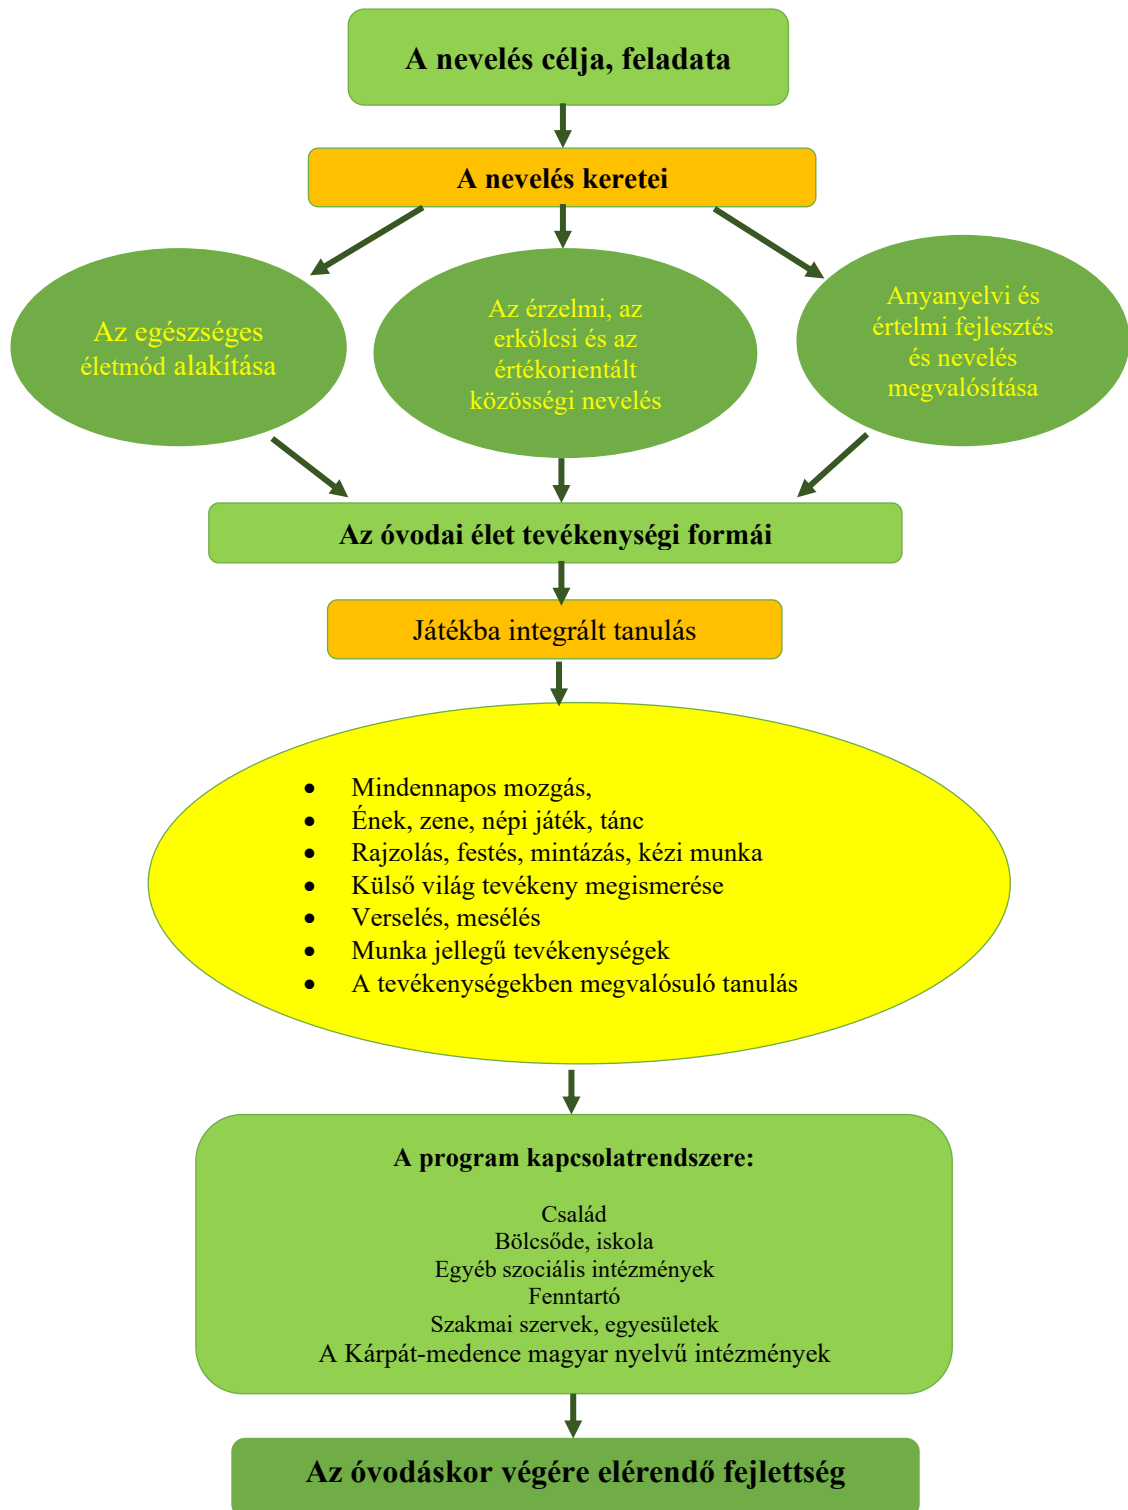 A nevelés célja, feladata
A nevelés keretei
Az egészséges
életmód alakítása
Az érzelmi, az
erkölcsi és az
értékorientált
közösségi nevelés
Anyanyelvi és
értelmi fejlesztés
és nevelés
megvalósítása
Az óvodai élet tevékenységi formái
Játékba integrált tanulás
• Mindennapos mozgás,
• Ének, zene, népi játék, tánc
• Rajzolás, festés, mintázás, kézi munka
• Külső világ tevékeny megismerése
• Verselés, mesélés
• Munka jellegű tevékenységek
• A tevékenységekben megvalósuló tanulás
A program kapcsolatrendszere:
Család
Bölcsőde, iskola
Egyéb szociális intézmények
Fenntartó
Szakmai szervek, egyesületek
A Kárpát-medence magyar nyelvű intézmények
Az óvodáskor végére elérendő fejlettség